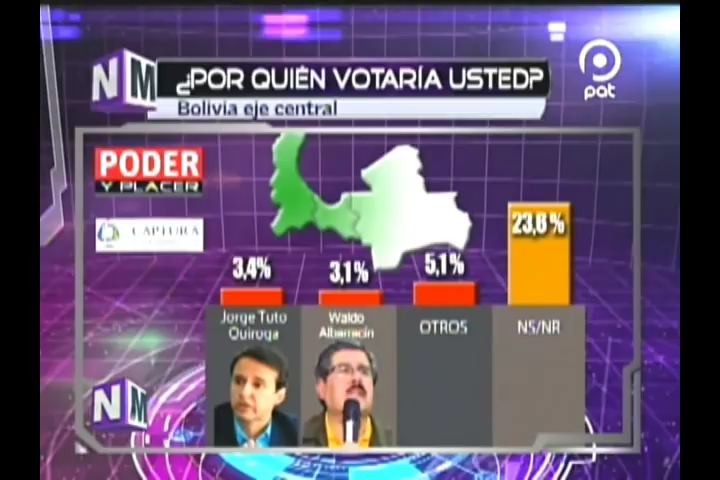 NM
¿POR QUIÉN VOTARÍA USTED?
Bolivia eje central
pat
PODER
Y PLACER
CAPTURA
3,4%
3,1%
5,1%
23,6%
Jorge Tuto
Quiroga
Waldo
Albarracín
OTROS
NS/NR
NM